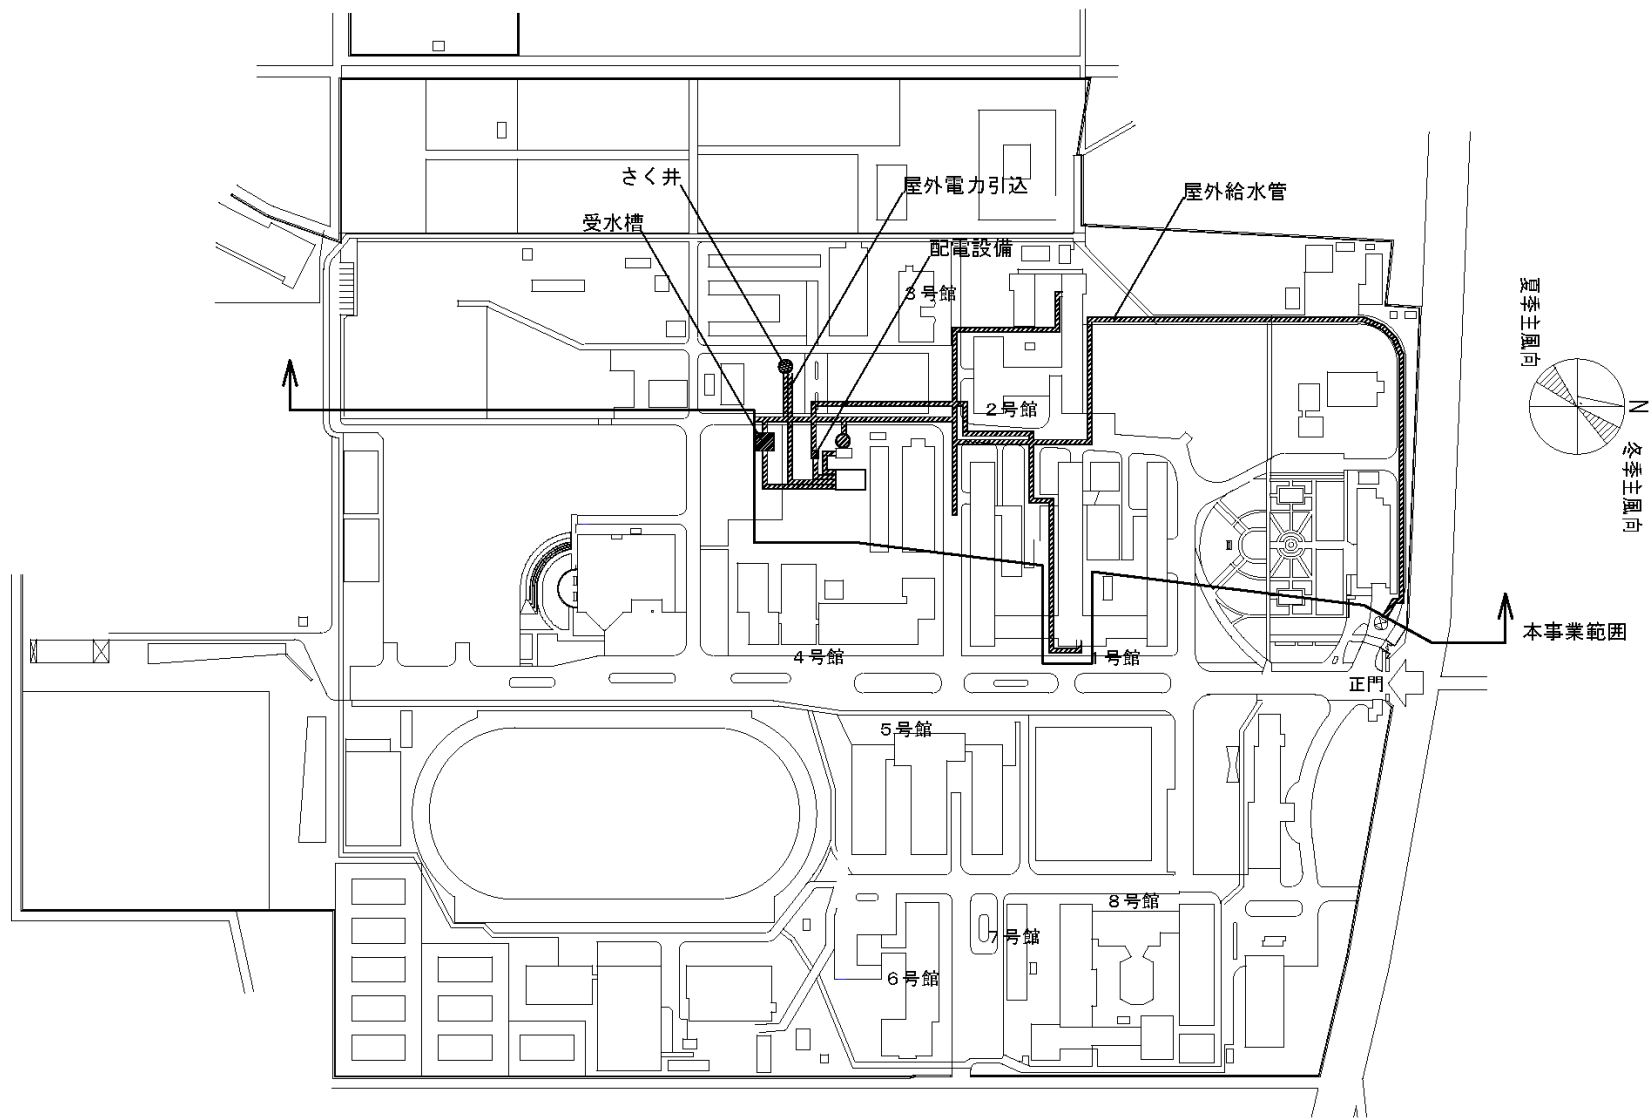 さく井
屋外電力引込
屋外給水管
受水槽
配電設備
3号館
夏季主風向
2号館
N
冬季主風向
本事業範囲
4号館
1号館
正門
5号館
8号館
7号館
6号館